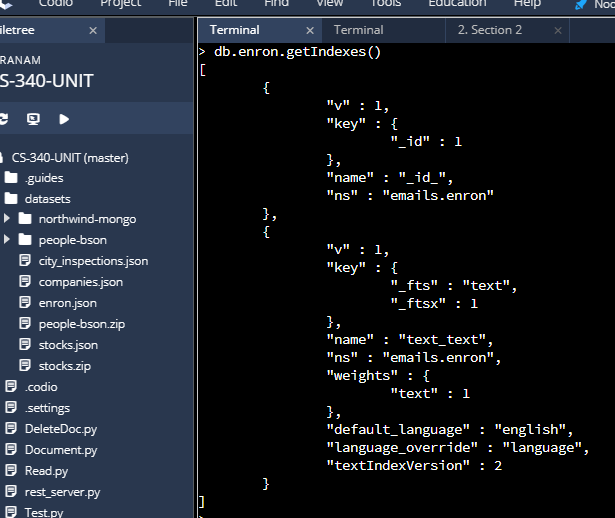 Codio Project File Edit Find View Tools Education Help
iletree ×
RANAM
CS-340-UNIT
CS-340-UNIT (master)
.guides
datasets
northwind-mongo
people-bson
city_inspections.json
companies.json
enron.json
people-bson.zip
stocks.json
stocks.zip
.codio
.settings
DeleteDoc.py
Document.py
Read.py
rest_server.py
Test.py
Terminal × Terminal 2. Section 2 ×
> db.enron.getIndexes()
[
{
"v" : 1,
"key" : {
"_id" : 1
},
"name" : "_id_",
"ns" : "emails.enron"
},
{
"v" : 1,
"key" : {
"_fts" : "text",
"_ftsx" : 1
},
"name" : "text_text",
"ns" : "emails.enron",
"weights" : {
"text" : 1
},
"default_language" : "english",
"language_override" : "language",
"textIndexVersion" : 2
}
]